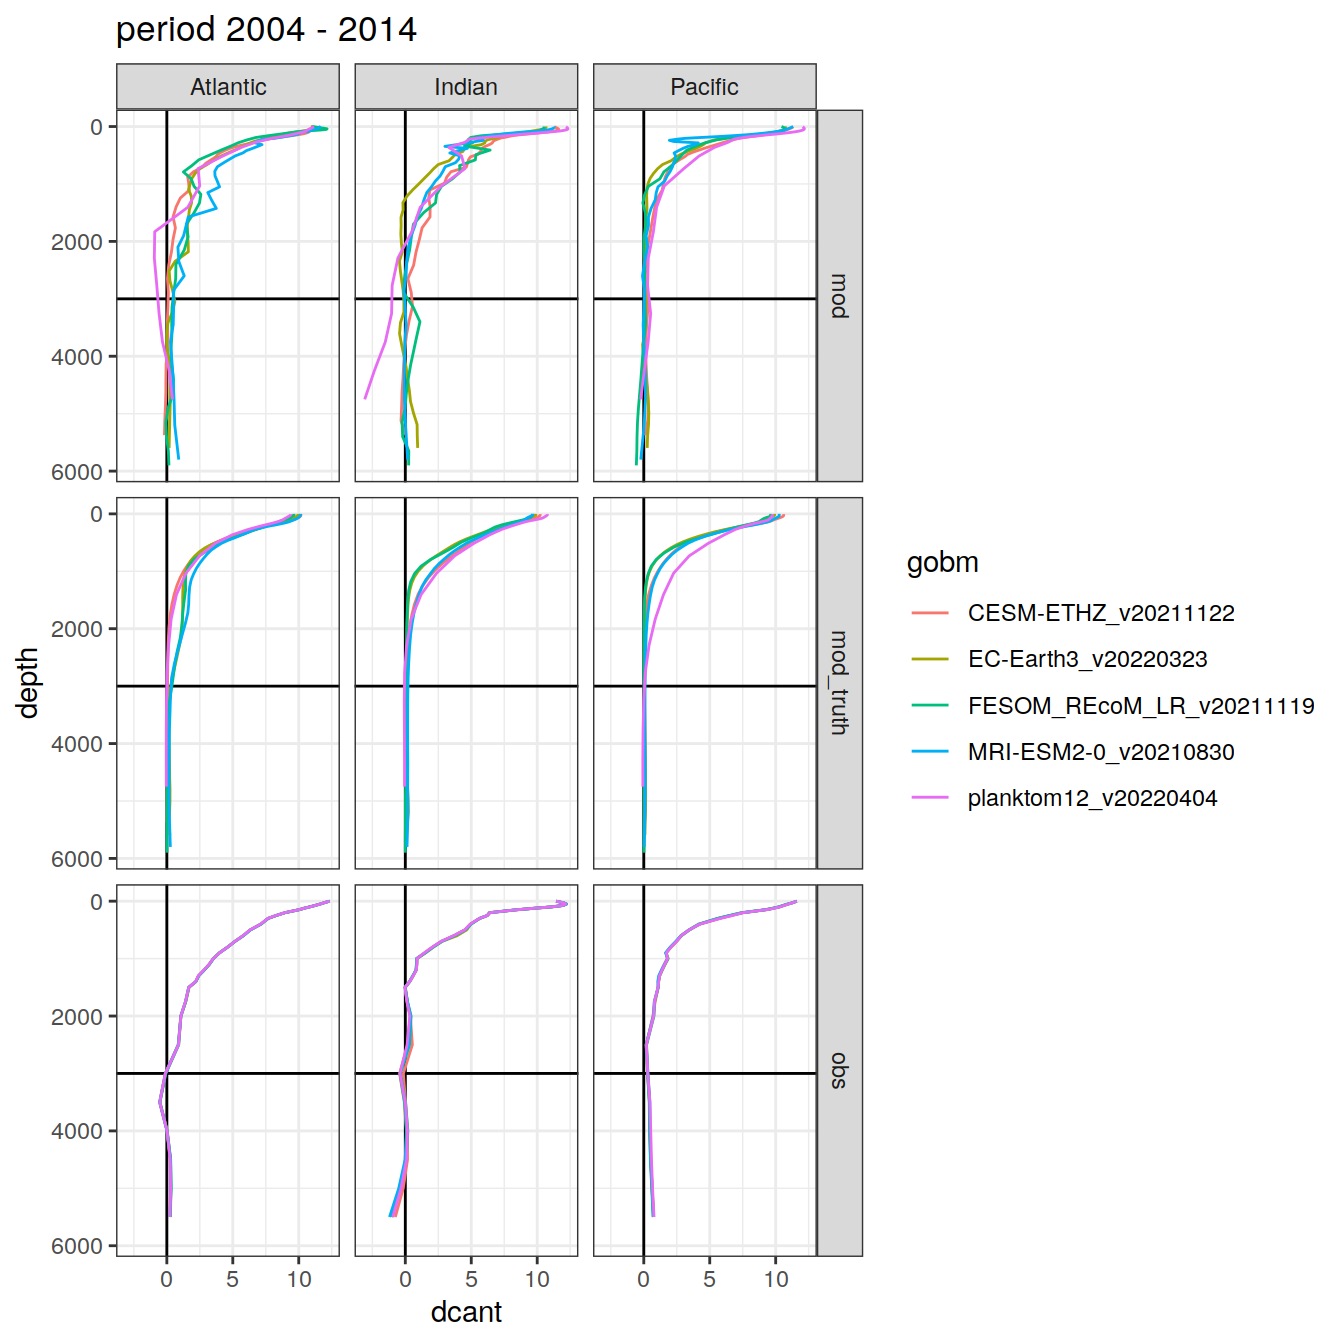 period 2004 - 2014
Atlantic
Indian
Pacific
0
2000
4000
6000
mod
0
2000
4000
6000
mod_truth
0
2000
4000
6000
obs
0
5
10
0
5
10
0
5
10
dcant
depth
gobm
CESM-ETHZ_v20211122
EC-Earth3_v20220323
FESOM_REcoM_LR_v20211119
MRI-ESM2-0_v20210830
planktom12_v20220404